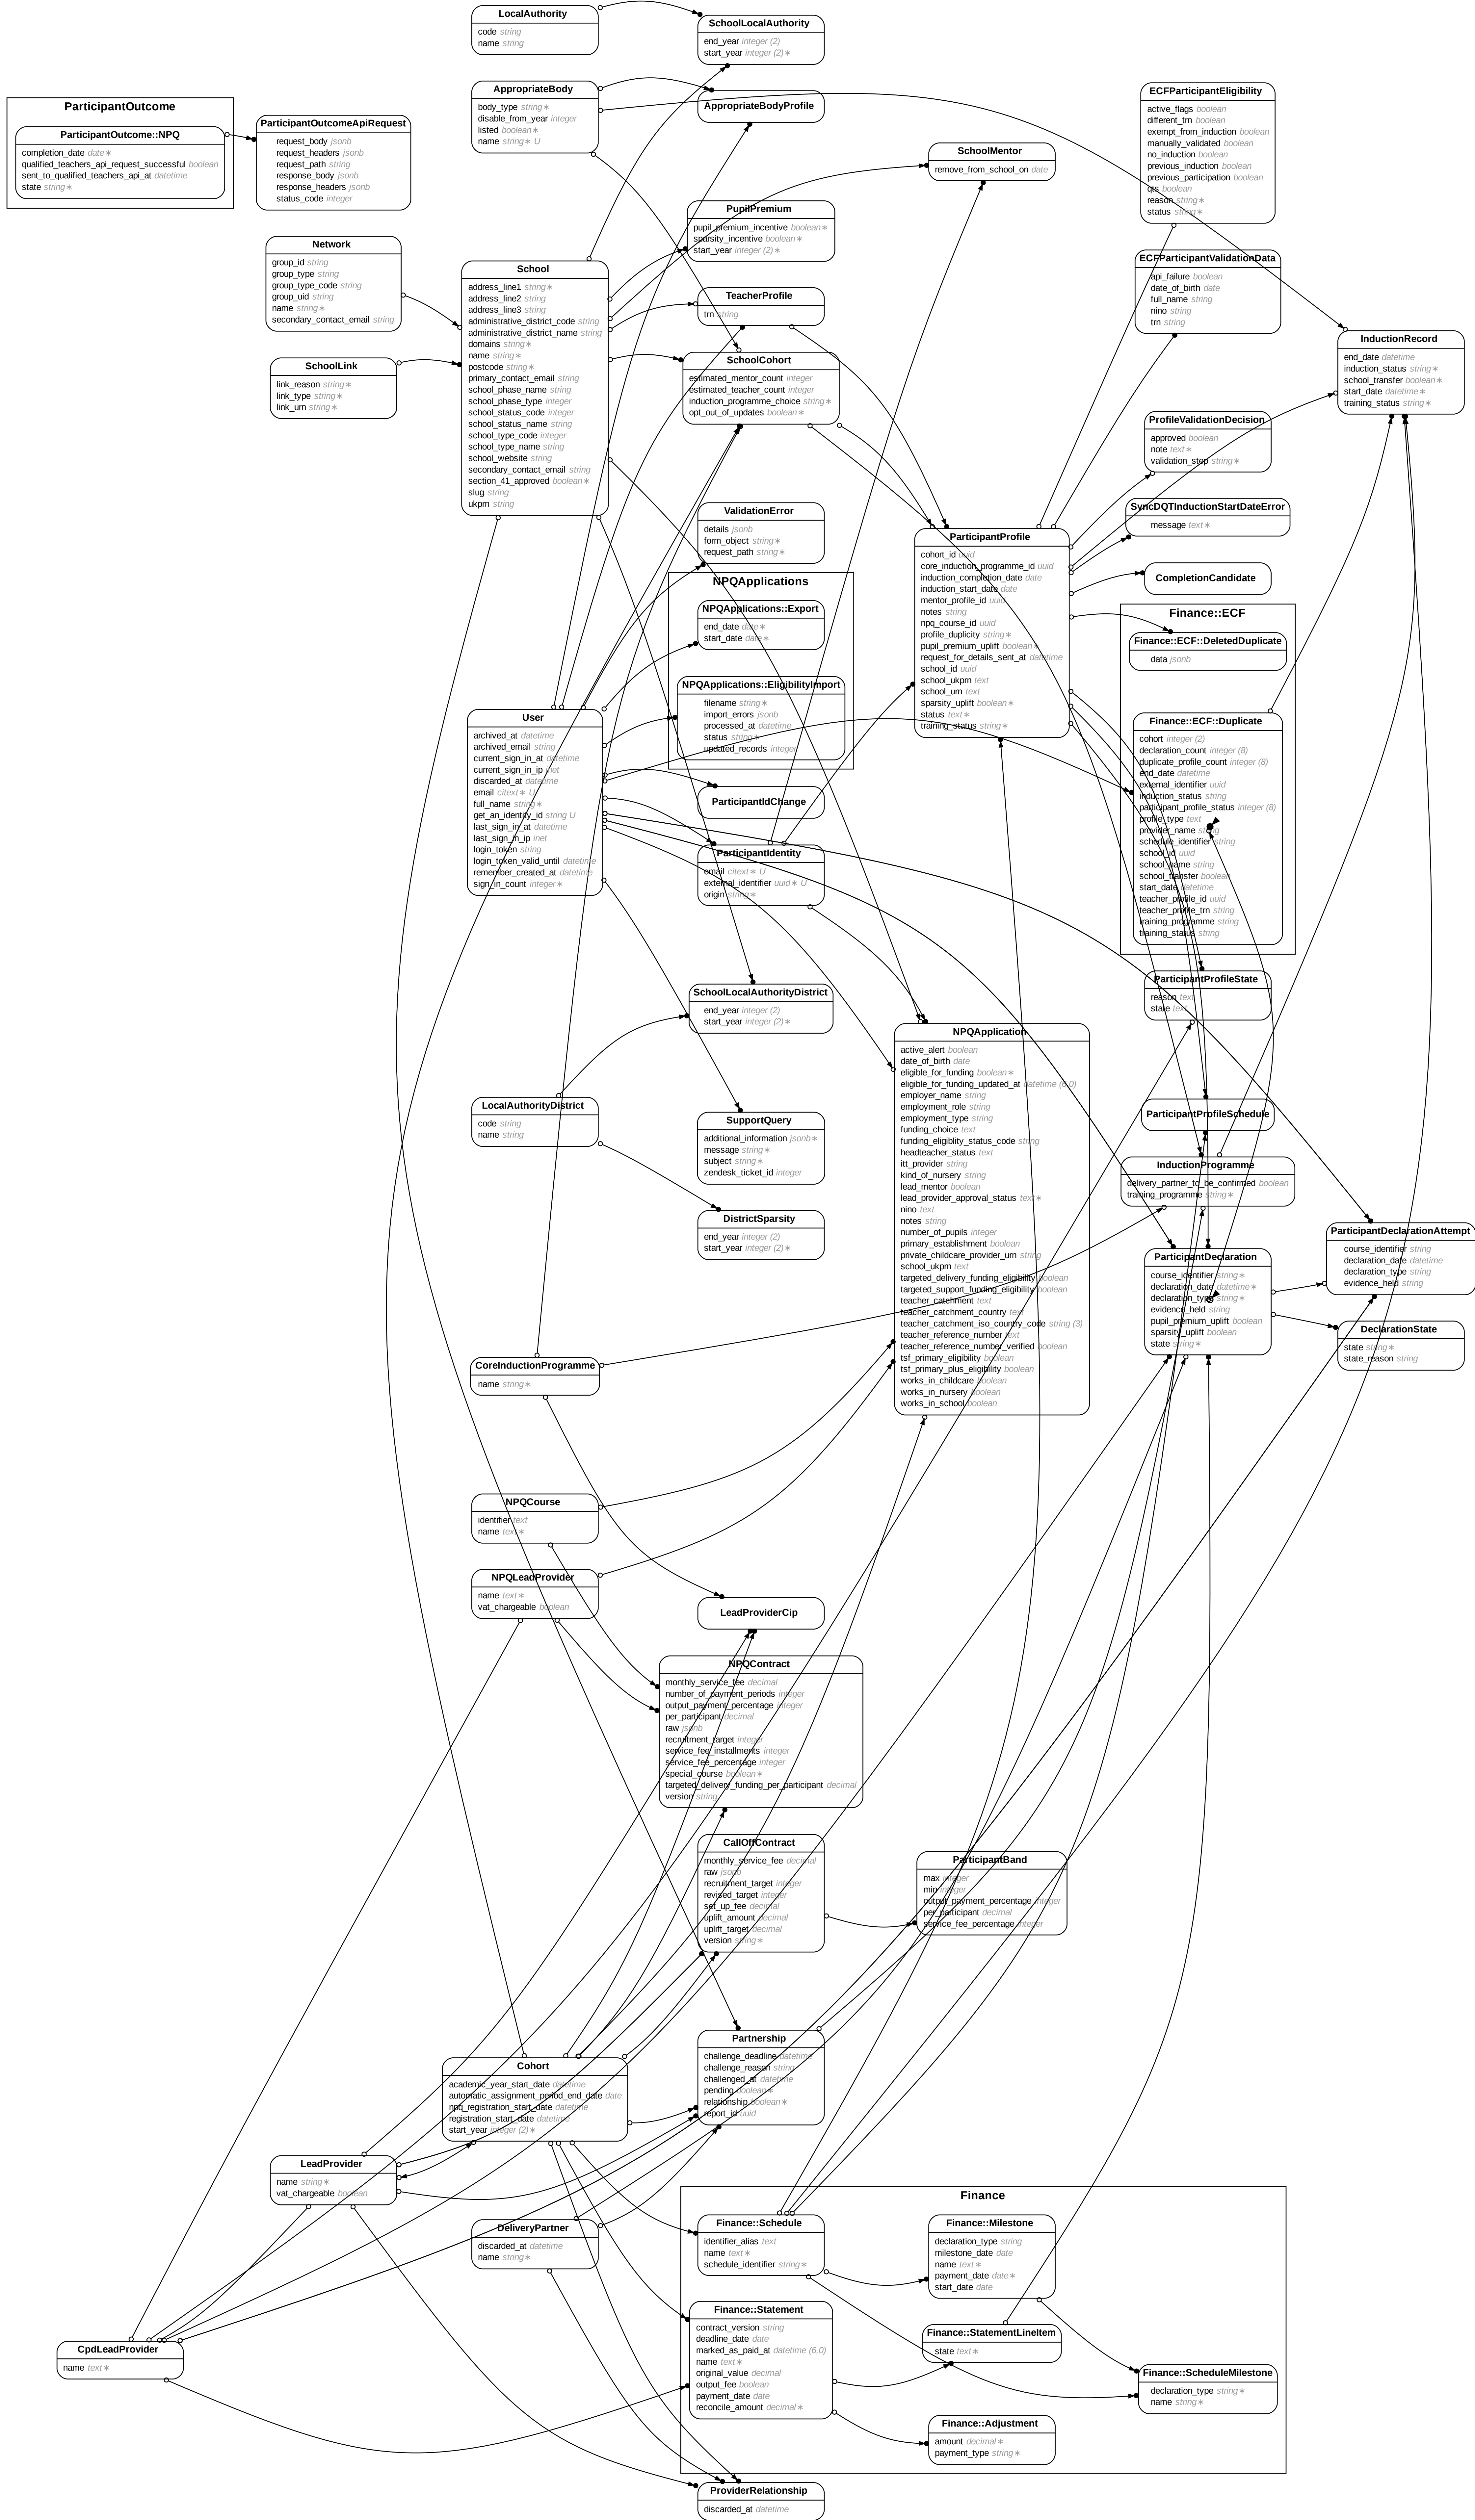 LocalAuthority
code string
name string
SchoolLocalAuthority
end_year integer (2)
start_year integer (2)∗
AppropriateBody
body_type string∗
disable_from_year integer
listed boolean∗
name string∗ U
AppropriateBodyProfile
ECFParticipantEligibility
active_flags boolean
different_trn boolean
exempt_from_induction boolean
manually_validated boolean
no_induction boolean
previous_induction boolean
previous_participation boolean
qts boolean
reason string∗
status string∗
ParticipantOutcome
ParticipantOutcome::NPQ
completion_date date∗
qualified_teachers_api_request_successful boolean
sent_to_qualified_teachers_api_at datetime
state string∗
ParticipantOutcomeApiRequest
request_body jsonb
request_headers jsonb
request_path string
response_body jsonb
response_headers jsonb
status_code integer
SchoolMentor
remove_from_school_on date
PupilPremium
pupil_premium_incentive boolean∗
sparsity_incentive boolean∗
start_year integer (2)∗
Network
group_id string
group_type string
group_type_code string
group_uid string
name string∗
secondary_contact_email string
School
address_line1 string∗
address_line2 string
address_line3 string
administrative_district_code string
administrative_district_name string
domains string∗
name string∗
postcode string∗
primary_contact_email string
school_phase_name string
school_phase_type integer
school_status_code integer
school_status_name string
school_type_code integer
school_type_name string
school_website string
secondary_contact_email string
section_41_approved boolean∗
slug string
ukprn string
ECFParticipantValidationData
api_failure boolean
date_of_birth date
full_name string
nino string
trn string
TeacherProfile
trn string
InductionRecord
end_date datetime
induction_status string∗
school_transfer boolean∗
start_date datetime∗
training_status string∗
SchoolLink
link_reason string∗
link_type string∗
link_urn string∗
SchoolCohort
estimated_mentor_count integer
estimated_teacher_count integer
induction_programme_choice string∗
opt_out_of_updates boolean∗
ProfileValidationDecision
approved boolean
note text∗
validation_step string∗
SyncDQTInductionStartDateError
message text∗
ValidationError
details jsonb
form_object string∗
request_path string∗
ParticipantProfile
cohort_id uuid
core_induction_programme_id uuid
induction_completion_date date
induction_start_date date
mentor_profile_id uuid
notes string
npq_course_id uuid
profile_duplicity string∗
pupil_premium_uplift boolean∗
request_for_details_sent_at datetime
school_id uuid
school_ukprn text
school_urn text
sparsity_uplift boolean∗
status text∗
training_status string∗
CompletionCandidate
NPQApplications
NPQApplications::Export
end_date date∗
start_date date∗
NPQApplications::EligibilityImport
filename string∗
import_errors jsonb
processed_at datetime
status string∗
updated_records integer
Finance::ECF
Finance::ECF::DeletedDuplicate
data jsonb
Finance::ECF::Duplicate
cohort integer (2)
declaration_count integer (8)
duplicate_profile_count integer (8)
end_date datetime
external_identifier uuid
induction_status string
participant_profile_status integer (8)
profile_type text
provider_name string
schedule_identifier string
school_id uuid
school_name string
school_transfer boolean
start_date datetime
teacher_profile_id uuid
teacher_profile_trn string
training_programme string
training_status string
User
archived_at datetime
archived_email string
current_sign_in_at datetime
current_sign_in_ip inet
discarded_at datetime
email citext∗ U
full_name string∗
get_an_identity_id string U
last_sign_in_at datetime
last_sign_in_ip inet
login_token string
login_token_valid_until datetime
remember_created_at datetime
sign_in_count integer∗
ParticipantIdChange
ParticipantIdentity
email citext∗ U
external_identifier uuid∗ U
origin string∗
SchoolLocalAuthorityDistrict
end_year integer (2)
start_year integer (2)∗
ParticipantProfileState
reason text
state text
NPQApplication
active_alert boolean
date_of_birth date
eligible_for_funding boolean∗
eligible_for_funding_updated_at datetime (6,0)
employer_name string
employment_role string
employment_type string
funding_choice text
funding_eligiblity_status_code string
headteacher_status text
itt_provider string
kind_of_nursery string
lead_mentor boolean
lead_provider_approval_status text∗
nino text
notes string
number_of_pupils integer
primary_establishment boolean
private_childcare_provider_urn string
school_ukprn text
targeted_delivery_funding_eligibility boolean
targeted_support_funding_eligibility boolean
teacher_catchment text
teacher_catchment_country text
teacher_catchment_iso_country_code string (3)
teacher_reference_number text
teacher_reference_number_verified boolean
tsf_primary_eligibility boolean
tsf_primary_plus_eligibility boolean
works_in_childcare boolean
works_in_nursery boolean
works_in_school boolean
LocalAuthorityDistrict
code string
name string
SupportQuery
additional_information jsonb∗
message string∗
subject string∗
zendesk_ticket_id integer
ParticipantProfileSchedule
InductionProgramme
delivery_partner_to_be_confirmed boolean
training_programme string∗
DistrictSparsity
end_year integer (2)
start_year integer (2)∗
ParticipantDeclaration
course_identifier string∗
declaration_date datetime∗
declaration_type string∗
evidence_held string
pupil_premium_uplift boolean
sparsity_uplift boolean
state string∗
ParticipantDeclarationAttempt
course_identifier string
declaration_date datetime
declaration_type string
evidence_held string
DeclarationState
state string∗
state_reason string
CoreInductionProgramme
name string∗
NPQCourse
identifier text
name text∗
NPQLeadProvider
name text∗
vat_chargeable boolean
LeadProviderCip
NPQContract
monthly_service_fee decimal
number_of_payment_periods integer
output_payment_percentage integer
per_participant decimal
raw jsonb
recruitment_target integer
service_fee_installments integer
service_fee_percentage integer
special_course boolean∗
targeted_delivery_funding_per_participant decimal
version string
CallOffContract
monthly_service_fee decimal
raw jsonb
recruitment_target integer
revised_target integer
set_up_fee decimal
uplift_amount decimal
uplift_target decimal
version string∗
ParticipantBand
max integer
min integer
output_payment_percentage integer
per_participant decimal
service_fee_percentage integer
Partnership
challenge_deadline datetime
challenge_reason string
challenged_at datetime
pending boolean∗
relationship boolean∗
report_id uuid
Cohort
academic_year_start_date datetime
automatic_assignment_period_end_date date
npq_registration_start_date datetime
registration_start_date datetime
start_year integer (2)∗
LeadProvider
name string∗
vat_chargeable boolean
DeliveryPartner
discarded_at datetime
name string∗
Finance
Finance::Schedule
identifier_alias text
name text∗
schedule_identifier string∗
Finance::Milestone
declaration_type string
milestone_date date
name text∗
payment_date date∗
start_date date
Finance::Statement
contract_version string
deadline_date date
marked_as_paid_at datetime (6,0)
name text∗
original_value decimal
output_fee boolean
payment_date date
reconcile_amount decimal∗
Finance::StatementLineItem
state text∗
Finance::ScheduleMilestone
declaration_type string∗
name string∗
Finance::Adjustment
amount decimal∗
payment_type string∗
CpdLeadProvider
name text∗
ProviderRelationship
discarded_at datetime